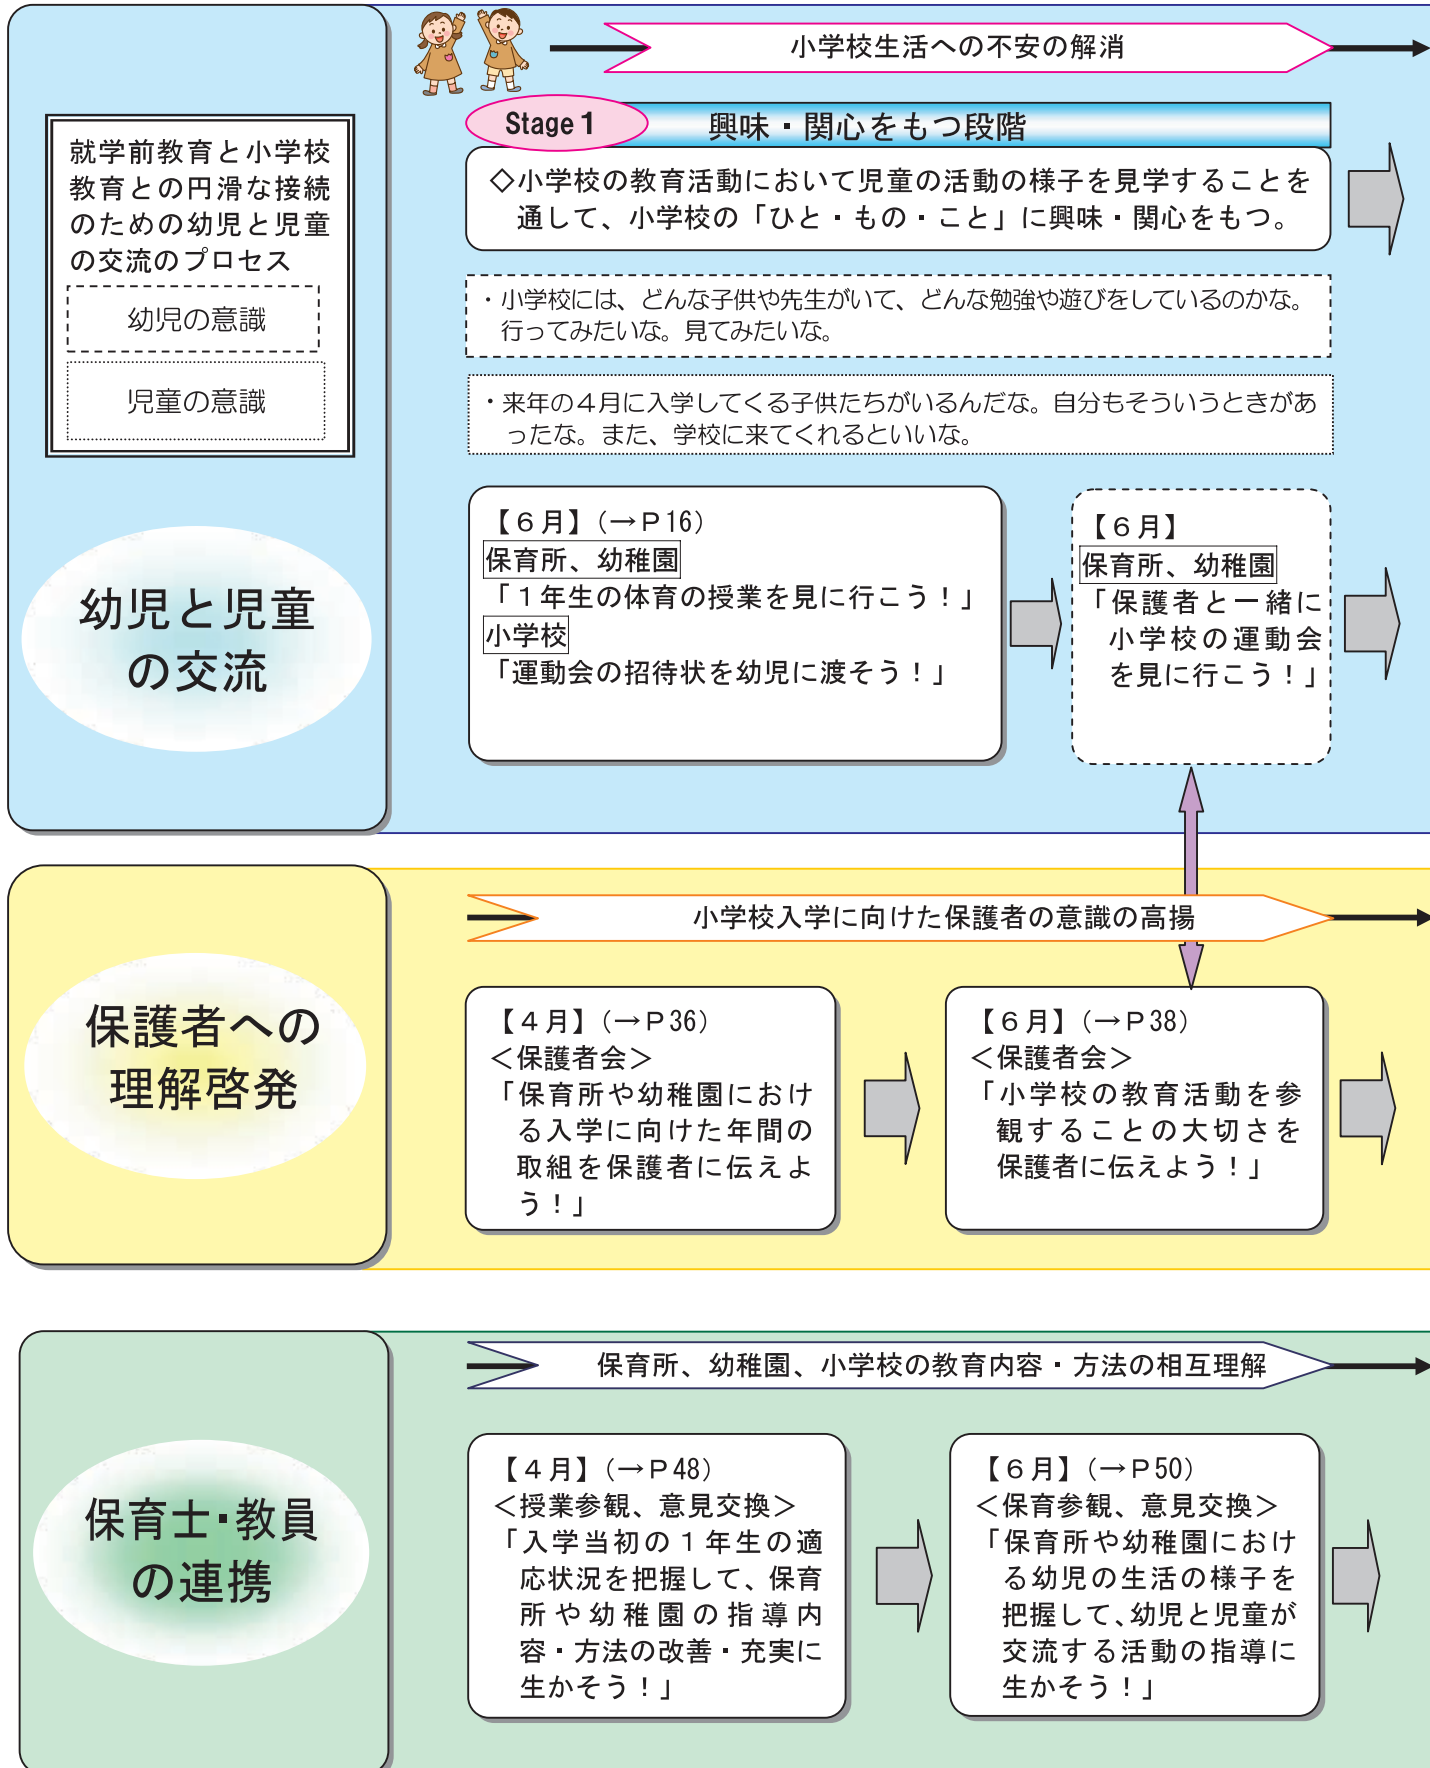 小学校生活への不安の解消
就学前教育と小学校
教育との円滑な接続
のための幼児と児童
の交流のプロセス
幼児の意識
児童の意識
幼児と児童
の交流
Stage 1
興味・関心をもつ段階
◇小学校の教育活動において児童の活動の様子を見学することを
通して、小学校の「ひと・もの・こと」に興味・関心をもつ。
・小学校には、どんな子供や先生がいて、どんな勉強や遊びをしているのかな。
行ってみたいな。見てみたいな。
・来年の４月に入学してくる子供たちがいるんだな。自分もそういうときがあ
ったな。また、学校に来てくれるといいな。
【６月】（→Ｐ16）
保育所、幼稚園
「１年生の体育の授業を見に行こう！」
小学校
「運動会の招待状を幼児に渡そう！」
【６月】
保育所、幼稚園
「保護者と一緒に
小学校の運動会
を見に行こう！」
保護者への
理解啓発
小学校入学に向けた保護者の意識の高揚
【４月】（→Ｐ36）
＜保護者会＞
「保育所や幼稚園におけ
る入学に向けた年間の
取組を保護者に伝えよ
う！」
【６月】（→Ｐ38）
＜保護者会＞
「小学校の教育活動を参
観することの大切さを
保護者に伝えよう！」
保育士・教員
の連携
保育所、幼稚園、小学校の教育内容・方法の相互理解
【４月】（→Ｐ48）
＜授業参観、意見交換＞
「入学当初の１年生の適
応状況を把握して、保育
所や幼稚園の指導内
容・方法の改善・充実に
生かそう！」
【６月】（→Ｐ50）
＜保育参観、意見交換＞
「保育所や幼稚園におけ
る幼児の生活の様子を
把握して、幼児と児童が
交流する活動の指導に
生かそう！」